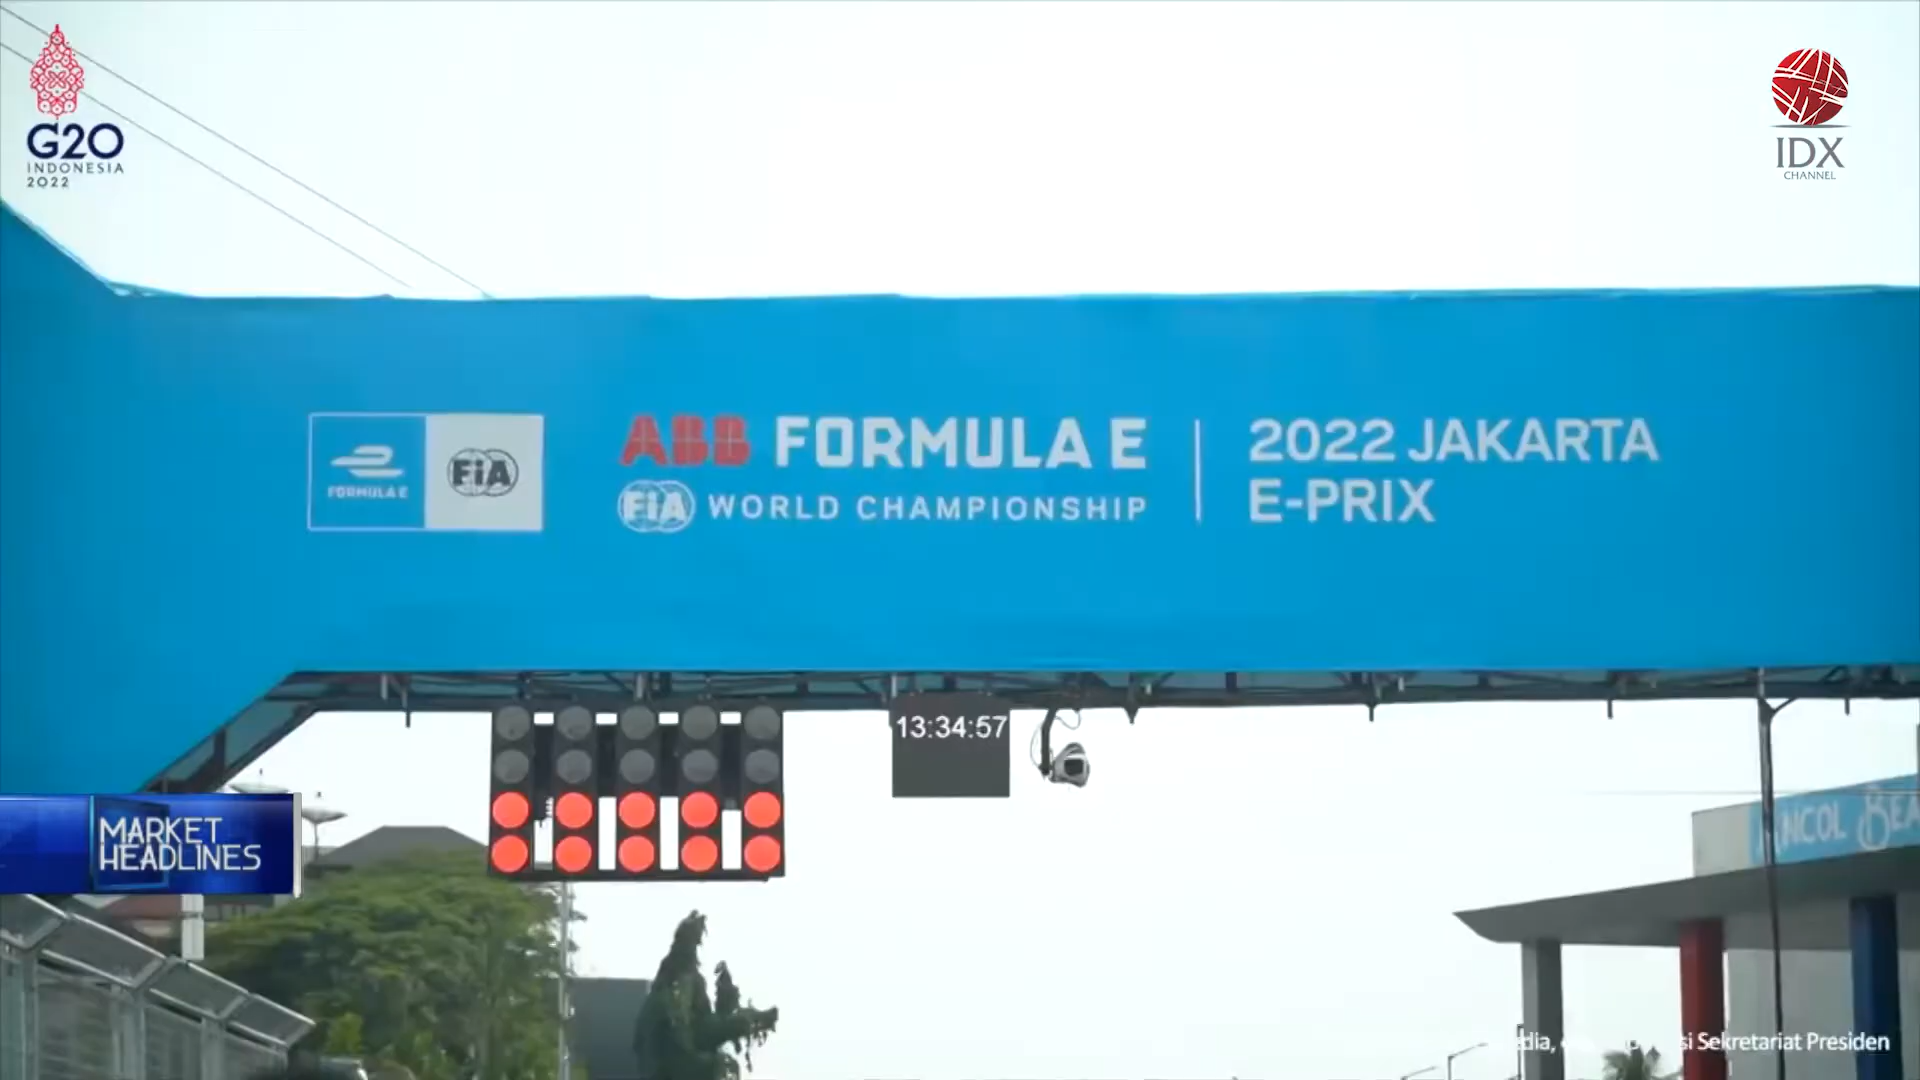 G20
INDONESIA
2022
IDX
CHANNEL
FORMULA E
FiA
ABB FORMULA E
FiA WORLD CHAMPIONSHIP
2022 JAKARTA
E-PRIX
13:34:57
MARKET
HEADLINES
ANCOL
Sekretariat Presiden